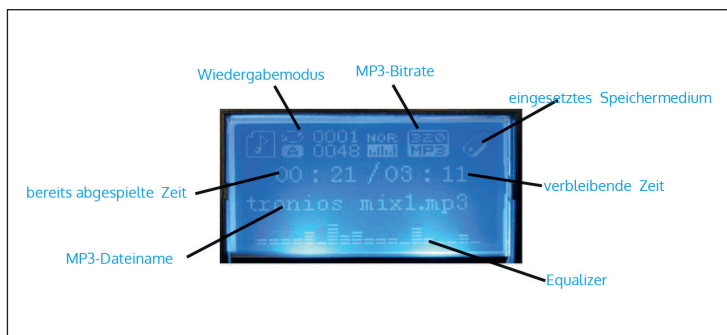 Wiedergabemodus
MP3-Bitrate
eingesetztes Speichermedium
0001 NOR 320
A 0048 MP3
bereits abgespielte Zeit
00 : 21 / 03 : 11
verbleibende Zeit
tronios mix1.mp3
MP3-Dateiname
Equalizer